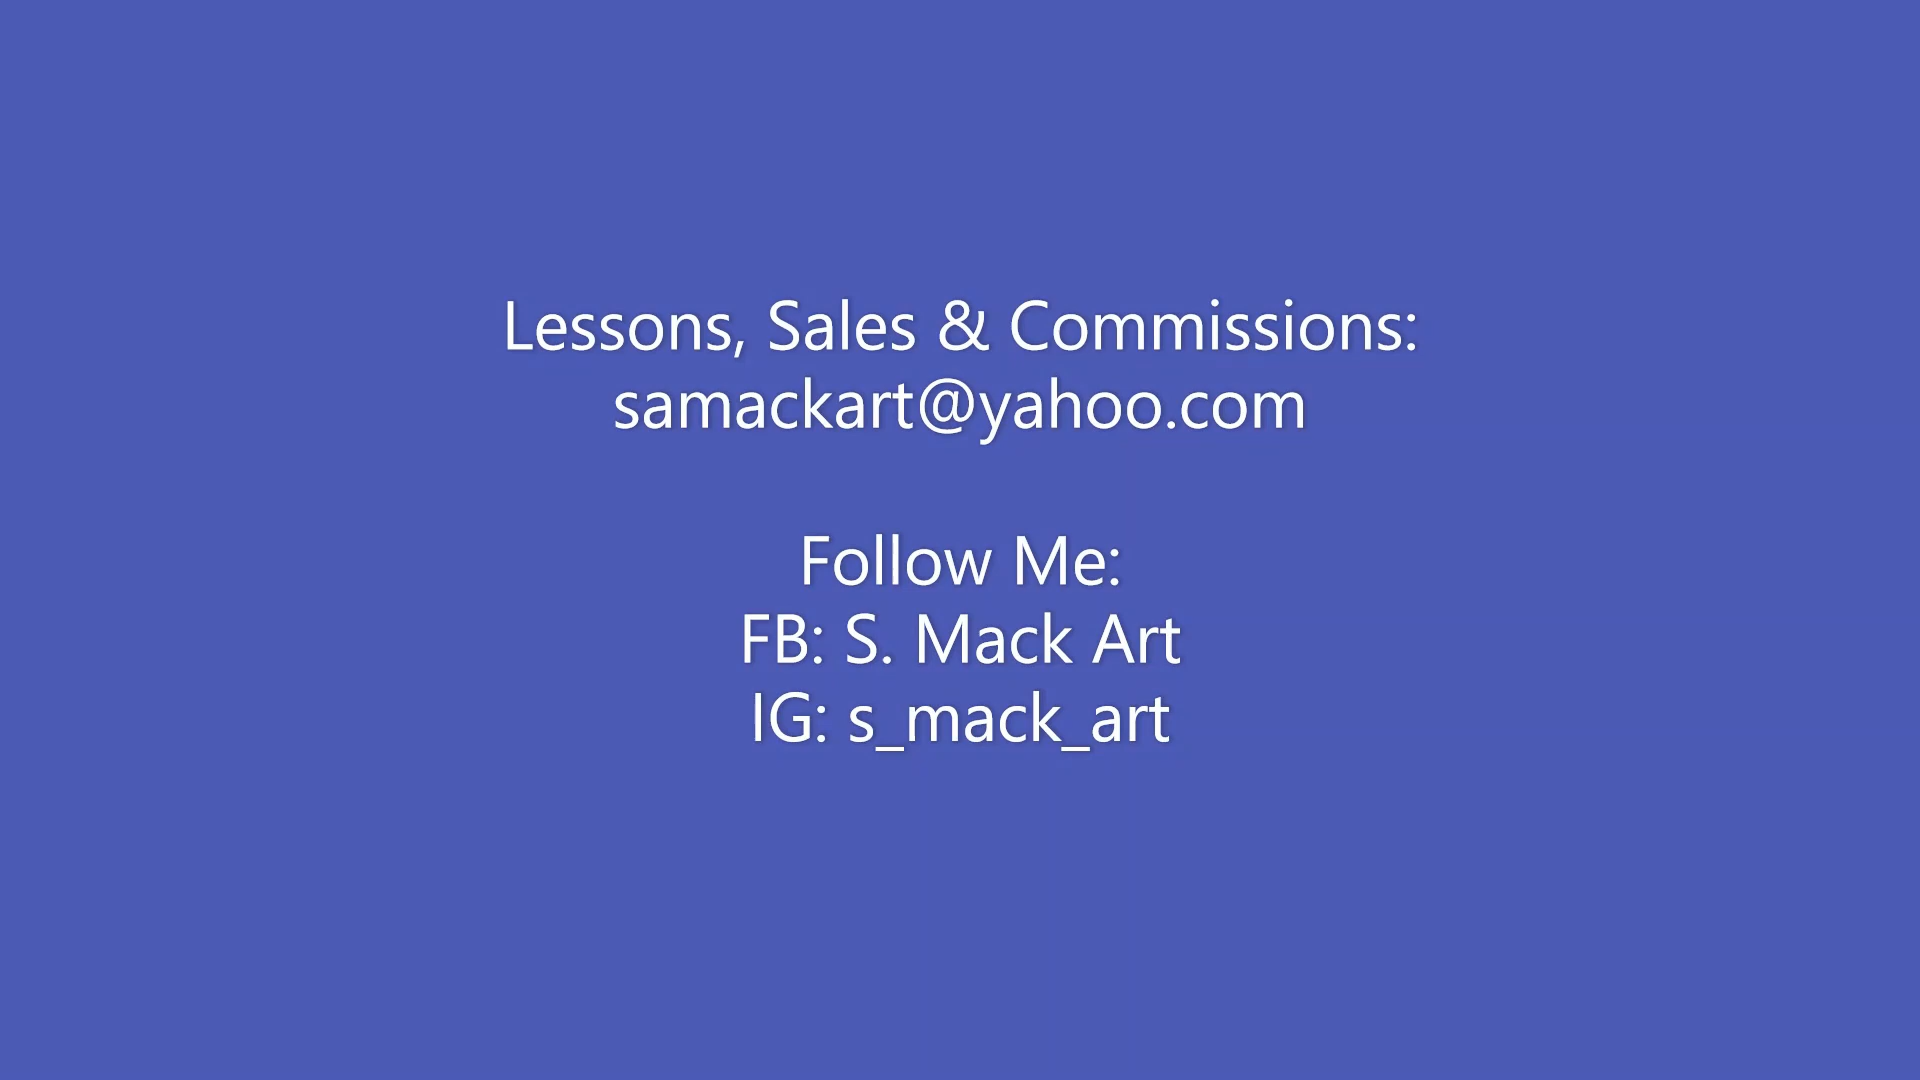 Lessons, Sales & Commissions:
samackart@yahoo.com
Follow Me:
FB: S. Mack Art
IG: s_mack_art